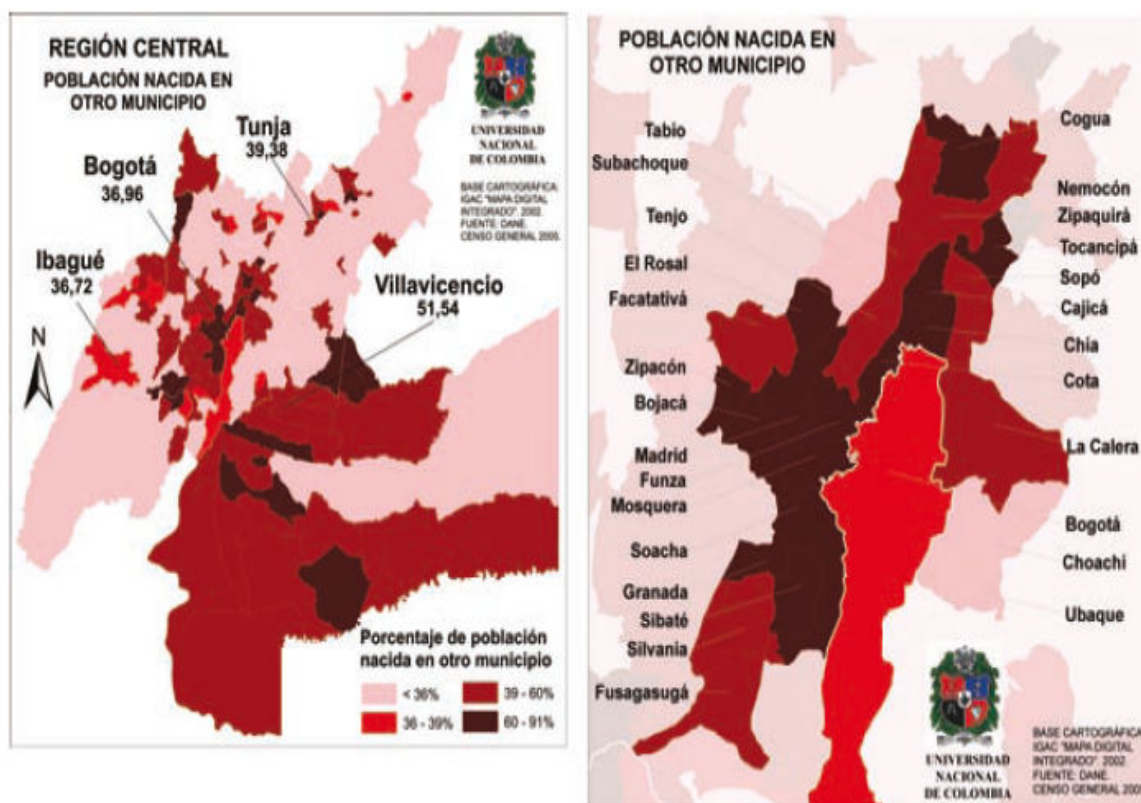 REGIÓN CENTRAL
POBLACIÓN NACIDA EN
OTRO MUNICIPIO
UNIVERSIDAD
NACIONAL
DE COLOMBIA
BASE CARTOGRÁFICA:
IGAC "MAPA DIGITAL
INTEGRADO". 2002.
FUENTE: DANE.
CENSO GENERAL 2005.
Tunja
39,38
Bogotá
36,96
Ibagué
36,72
Villavicencio
51,54
N
Porcentaje de población
nacida en otro municipio
< 36%
39 - 60%
36 - 39%
60 - 91%
POBLACIÓN NACIDA EN
OTRO MUNICIPIO
Tabio
Subachoque
Tenjo
El Rosal
Facatativá
Zipacón
Bojacá
Madrid
Funza
Mosquera
Soacha
Granada
Sibaté
Silvania
Fusagasugá
Cogua
Nemocón
Zipaquirá
Tocancipá
Sopó
Cajicá
Chía
Cota
La Calera
Bogotá
Choachi
Ubaque
UNIVERSIDAD
NACIONAL
DE COLOMBIA
BASE CARTOGRÁFICA
IGAC "MAPA DIGITAL
INTEGRADO". 2002
FUENTE: DANE.
CENSO GENERAL 200